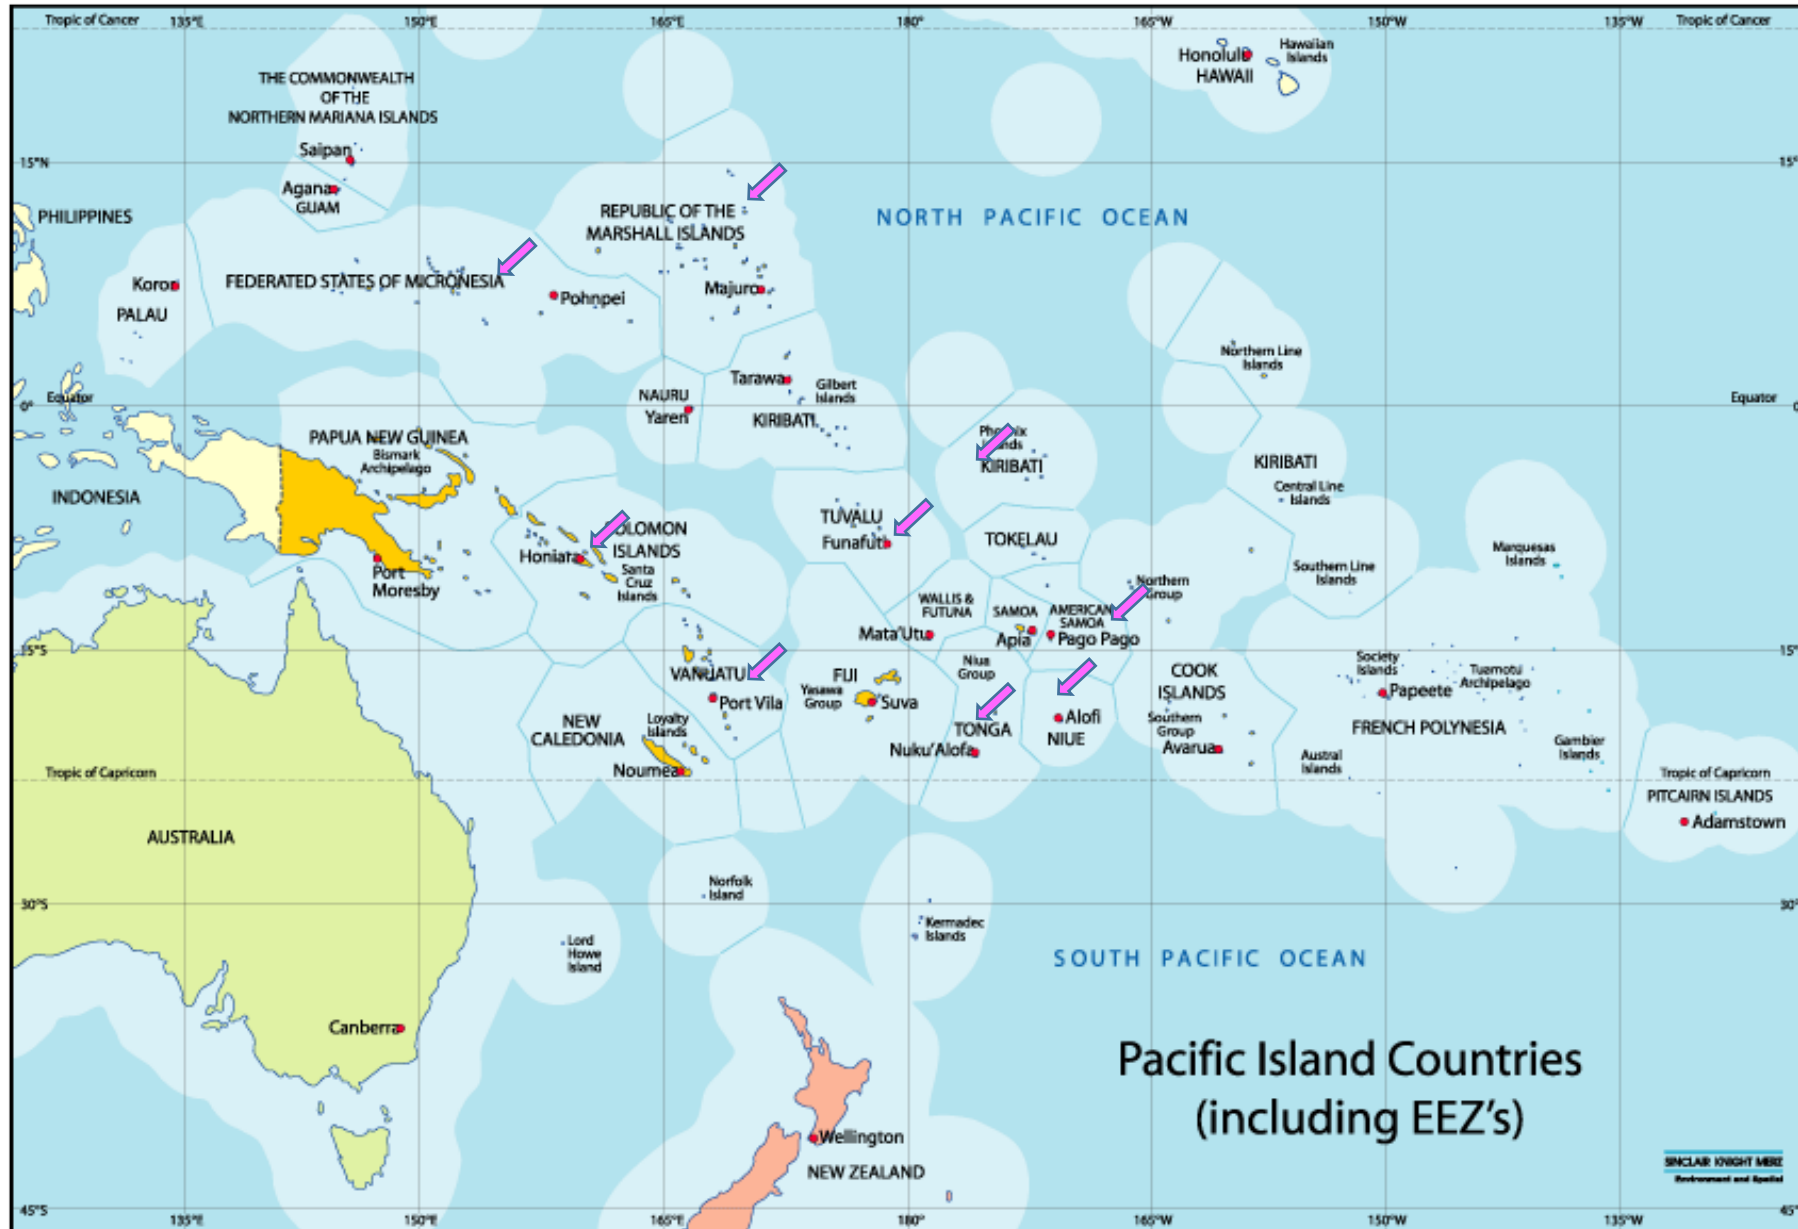 Tropic of Cancer
135°E
150°E
165°E
180°
165°W
150°W
135°W
Tropic of Cancer
Honolulu
HAWAII
Hawaiian
Islands
THE COMMONWEALTH
OF THE
NORTHERN MARIANA ISLANDS
Saipan
15°N
Agana
GUAM
PHILIPPINES
REPUBLIC OF THE
MARSHALL ISLANDS
NORTH PACIFIC OCEAN
Koror
PALAU
FEDERATED STATES OF MICRONESIA
Pohnpei
Majuro
Northern Line
Islands
Tarawa
Gilbert
Islands
NAURU
Yaren
KIRIBATI
0°
Equator
Equator
PAPUA NEW GUINEA
Bismark
Archipelago
KIRIBATI
KIRIBATI
Central Line
Islands
INDONESIA
TUVALU
Funafuti
TOKELAU
Honiara
ISLANDS
Santa
Cruz
Islands
Port
Moresby
Southern Line
Islands
Marquesas
Islands
Northern
Group
WALLIS &
FUTUNA
SAMOA
AMERICAN
SAMOA
Mata'Utu
Apia
Pago Pago
15°S
Niua
Group
VANUATU
Port Vila
FIJI
Yasawa
Group
Suva
COOK
ISLANDS
Society
Islands
Papeete
Tuamotu
Archipelago
NEW
CALEDONIA
Loyalty
Islands
Noumea
TONGA
Nuku'Alofa
Alofi
NIUE
Southern
Group
Avarua
FRENCH POLYNESIA
Austral
Islands
Gambier
Islands
Tropic of Capricorn
Tropic of Capricorn
PITCAIRN ISLANDS
Adamstown
AUSTRALIA
Norfolk
Island
30°S
30°
Kermadec
Islands
Lord
Howe
Island
SOUTH PACIFIC OCEAN
Canberra
Pacific Island Countries
(including EEZ's)
Wellington
NEW ZEALAND
SINCLAIR KNIGHT MERZ
Environment and Spatial
45°S
45°
135°E
150°E
165°E
180°
165°W
150°W
135°W